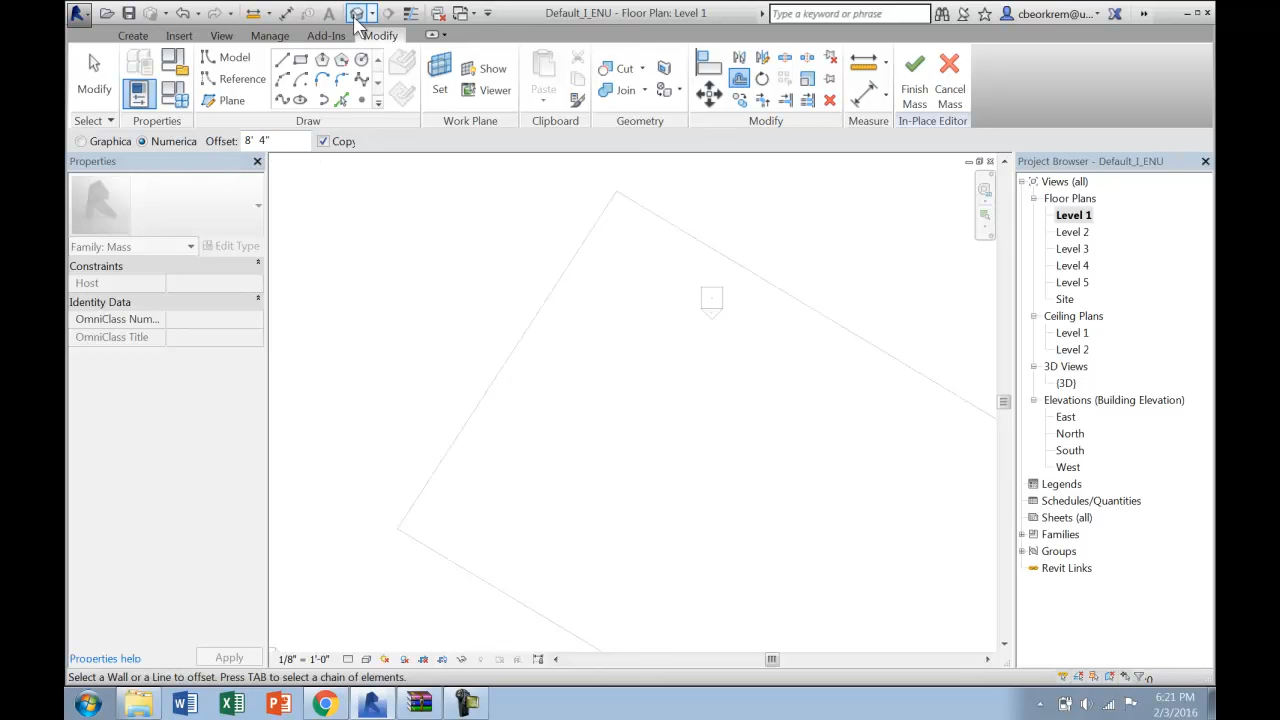 Default_I_ENU - Floor Plan: Level 1
Type a keyword or phrase
cbeorkrem@u...
Create Insert View Manage Add-Ins Modify
Modify
Model
Reference
Plane
Set
Show
Viewer
Paste
Cut
Join
Finish Mass
Cancel Mass
Select Properties Draw Work Plane Clipboard Geometry Modify Measure In-Place Editor
Graphica Numerica Offset: 8' 4" Copy
Properties
Family: Mass Edit Type
Constraints
Host
Identity Data
OmniClass Num...
OmniClass Title
Properties help Apply
Project Browser - Default_I_ENU
Views (all)
Floor Plans
Level 1
Level 2
Level 3
Level 4
Level 5
Site
Ceiling Plans
Level 1
Level 2
3D Views
{3D}
Elevations (Building Elevation)
East
North
South
West
Legends
Schedules/Quantities
Sheets (all)
Families
Groups
Revit Links
1/8" = 1'-0"
Select a Wall or a Line to offset. Press TAB to select a chain of elements.
:0
6:21 PM
2/3/2016